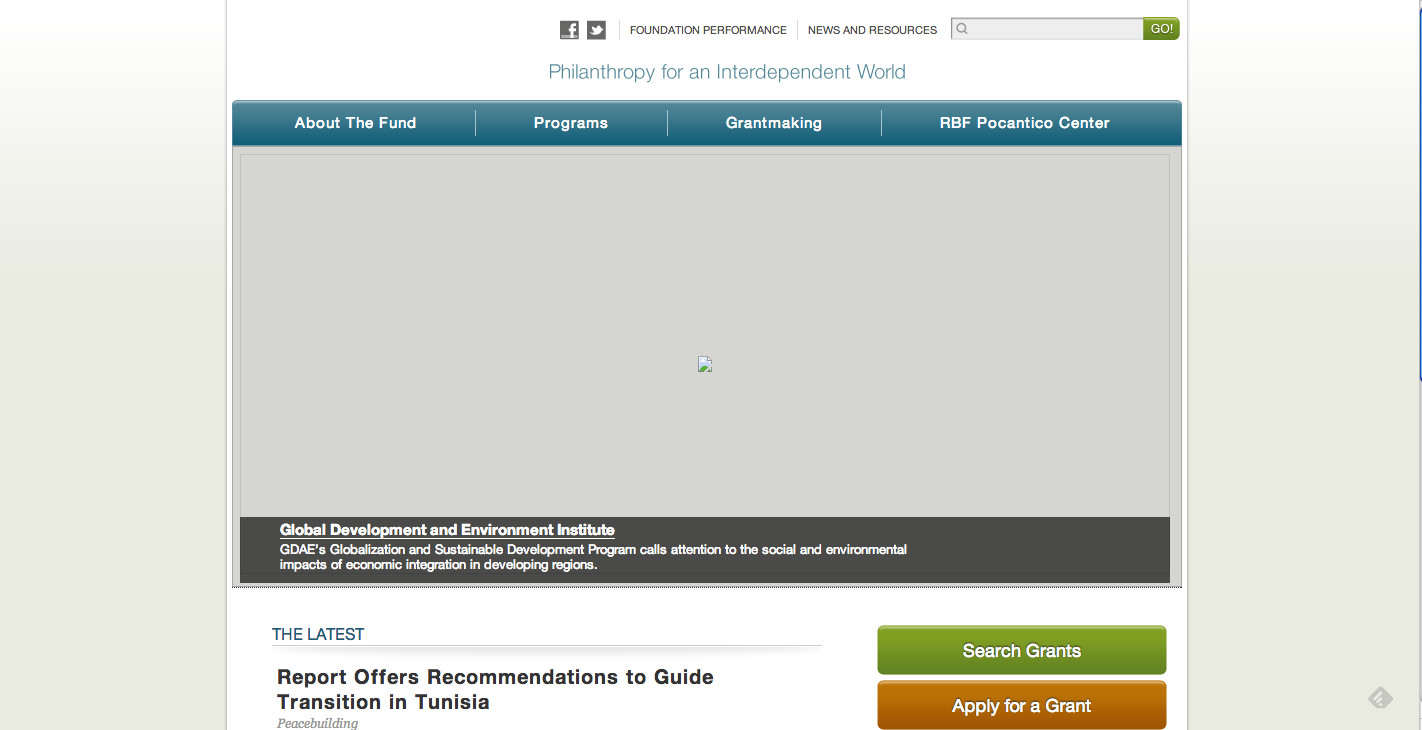 FOUNDATION PERFORMANCE
NEWS AND RESOURCES
GO!
Philanthropy for an Interdependent World
About The Fund
Programs
Grantmaking
RBF Pocantico Center
Global Development and Environment Institute
GDAE's Globalization and Sustainable Development Program calls attention to the social and environmental
impacts of economic integration in developing regions.
THE LATEST
Report Offers Recommendations to Guide
Transition in Tunisia
Peacebuilding
Search Grants
Apply for a Grant